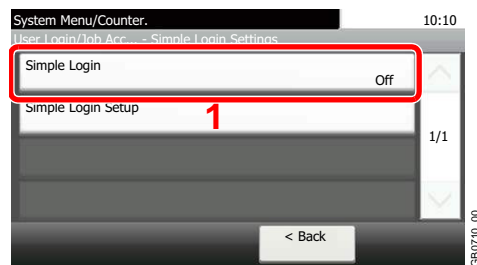 System Menu/Counter.
10:10
User Login/Job Acc... - Simple Login Settings
Simple Login
Off
Simple Login Setup
1
1/1
< Back
GB0710_00